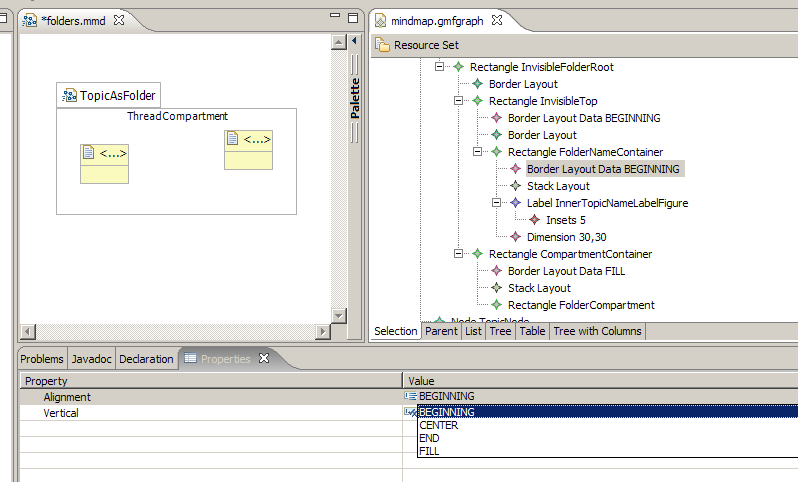 *folders.mmd
TopicAsFolder
ThreadCompartment
<...>
<...>
Palette
mindmap.gmfgraph
Resource Set
Rectangle InvisibleFolderRoot
Border Layout
Rectangle InvisibleTop
Border Layout Data BEGINNING
Border Layout
Rectangle FolderNameContainer
Border Layout Data BEGINNING
Stack Layout
Label InnerTopicNameLabelFigure
Insets 5
Dimension 30,30
Rectangle CompartmentContainer
Border Layout Data FILL
Stack Layout
Rectangle FolderCompartment
Node TopicNode
Selection Parent List Tree Table Tree with Columns
Problems Javadoc Declaration Properties
Property Value
Alignment BEGINNING
Vertical BEGINNING
CENTER
END
FILL